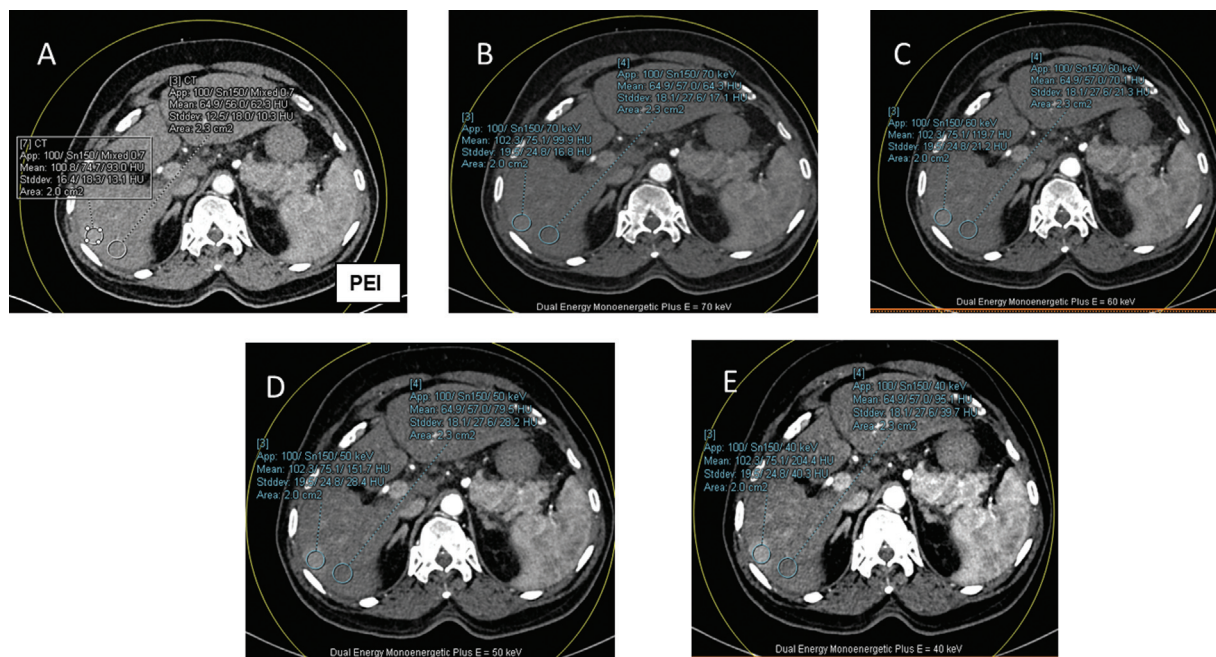 A
[3] CT
App: 100/ Sn150/ Mixed 0.7
Mean: 64.9/56.0/ 62.3 HU
Stddev: 12.5/ 18.0/ 10.3 HU
Area: 2.3 cm2
[7] CT
App: 100/ Sn150/ Mixed 0.7
Mean: 100.8/ 74.7/ 93.0 HU
Stddev: 16.4/ 18.3/ 13.1 HU
Area: 2.0 cm2
PEI
B
[4]
App: 100/ Sn150/ 70 keV
Mean: 64.9/ 57.0/ 64.3 HU
Stddev: 18.1/ 27.6/ 17.1 HU
Area: 2.3 cm2
[3]
App: 100/ Sn150/ 70 keV
Mean: 102.3/ 75.1/ 99.9 HU
Stddev: 19.9/ 24.8/ 16.8 HU
Area: 2.0 cm2
Dual Energy Monoenergetic Plus E = 70 keV
C
[4]
App: 100/ Sn150/ 60 keV
Mean: 64.9/ 57.0/ 70.1 HU
Stddev: 18.1/ 27.6/ 21.3 HU
Area: 2.3 cm2
[3]
App: 100/ Sn150/ 60 keV
Mean: 102.3/ 75.1/ 119.7 HU
Stddev: 24.8/ 21.2 HU
Area: 2.0 cm2
Dual Energy Monoenergetic Plus E = 60 keV
D
[4]
App: 100/ Sn150/ 50 keV
Mean: 64.9/ 57.0/ 79.5 HU
Stddev: 18.1/ 27.6/ 28.2 HU
Area: 2.3 cm2
[3]
App: 100/ Sn150/ 50 keV
Mean: 102.3/ 75.1/ 151.7 HU
Stddev: 24.8/ 28.4 HU
Area: 2.0 cm2
Dual Energy Monoenergetic Plus E = 50 keV
E
[4]
App: 100/ Sn150/ 40 keV
Mean: 64.9/ 57.0/ 95.1 HU
Stddev: 18.1/ 27.6/ 39.7 HU
Area: 2.3 cm2
[3]
App: 100/ Sn150/ 40 keV
Mean: 102.3/ 75.1/ 204.4 HU
Stddev: 24.8/ 40.3 HU
Area: 2.0 cm2
Dual Energy Monoenergetic Plus E = 40 keV